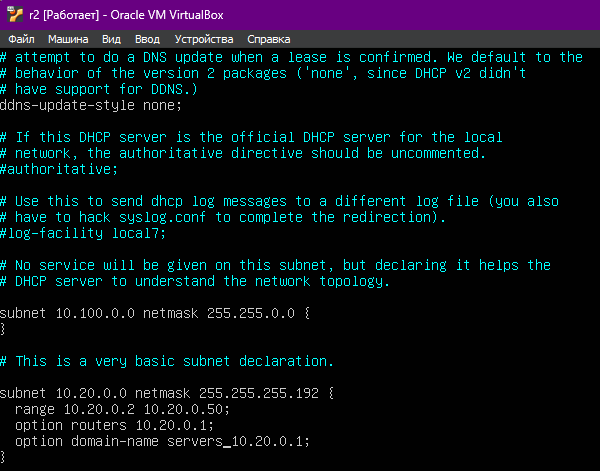 r2 [Работает] - Oracle VM VirtualBox
Файл Машина Вид Ввод Устройства Справка
# attempt to do a DNS update when a lease is confirmed. We default to the
# behavior of the version 2 packages ('none', since DHCP v2 didn't
# have support for DDNS.)
ddns-update-style none;
# If this DHCP server is the official DHCP server for the local
# network, the authoritative directive should be uncommented.
#authoritative;
# Use this to send dhcp log messages to a different log file (you also
# have to hack syslog.conf to complete the redirection).
#log-facility local7;
# No service will be given on this subnet, but declaring it helps the
# DHCP server to understand the network topology.
subnet 10.100.0.0 netmask 255.255.0.0 {
}
# This is a very basic subnet declaration.
subnet 10.20.0.0 netmask 255.255.255.192 {
range 10.20.0.2 10.20.0.50;
option routers 10.20.0.1;
option domain-name servers_10.20.0.1;
}